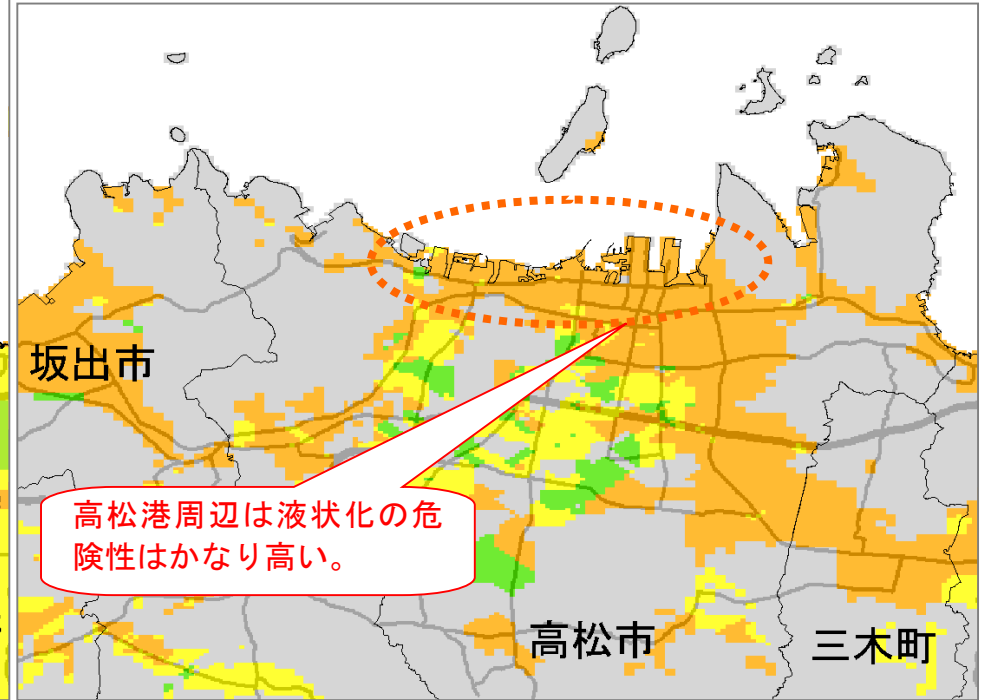 坂出市
高松港周辺は液状化の危
険性はかなり高い。
高松市
三木町